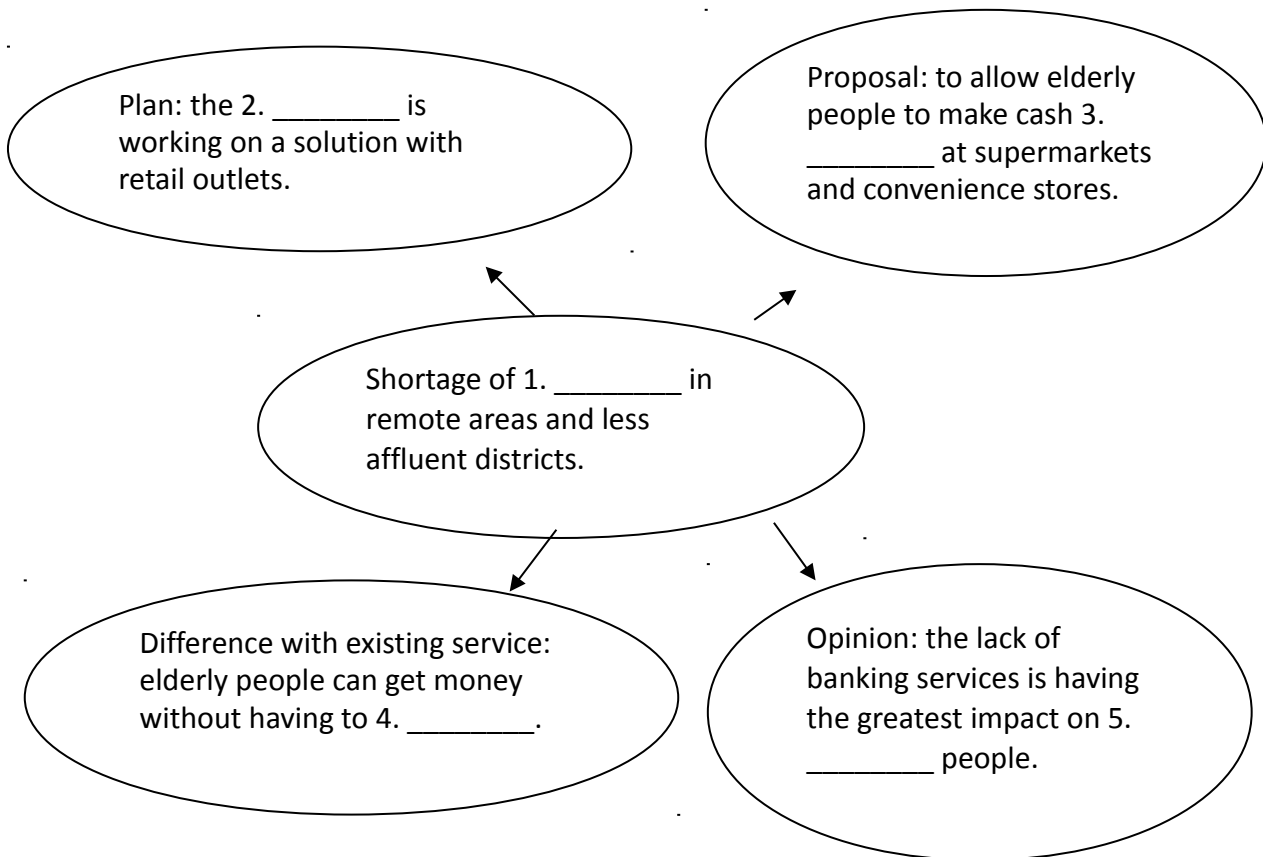 Plan: the 2. ________ is
working on a solution with
retail outlets.
Proposal: to allow elderly
people to make cash 3.
________ at supermarkets
and convenience stores.
Shortage of 1. ________ in
remote areas and less
affluent districts.
Difference with existing service:
elderly people can get money
without having to 4. ________.
Opinion: the lack of
banking services is having
the greatest impact on 5.
________ people.